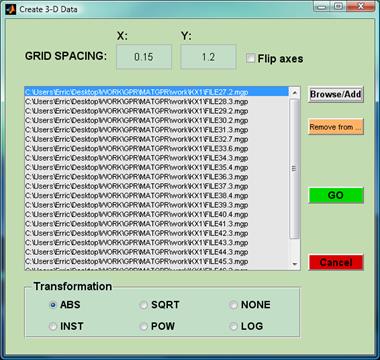 Create 3-D Data
X: Y:
GRID SPACING: 0.15 1.2 Flip axes
C:\Users\Erric\Desktop\WORK\GPR\MATGPR\work\KX1\FILE27.2.mgp
C:\Users\Erric\Desktop\WORK\GPR\MATGPR\work\KX1\FILE28.3.mgp
C:\Users\Erric\Desktop\WORK\GPR\MATGPR\work\KX1\FILE29.2.mgp
C:\Users\Erric\Desktop\WORK\GPR\MATGPR\work\KX1\FILE30.2.mgp
C:\Users\Erric\Desktop\WORK\GPR\MATGPR\work\KX1\FILE31.3.mgp
C:\Users\Erric\Desktop\WORK\GPR\MATGPR\work\KX1\FILE32.7.mgp
C:\Users\Erric\Desktop\WORK\GPR\MATGPR\work\KX1\FILE33.6.mgp
C:\Users\Erric\Desktop\WORK\GPR\MATGPR\work\KX1\FILE34.3.mgp
C:\Users\Erric\Desktop\WORK\GPR\MATGPR\work\KX1\FILE35.3.mgp
C:\Users\Erric\Desktop\WORK\GPR\MATGPR\work\KX1\FILE36.3.mgp
C:\Users\Erric\Desktop\WORK\GPR\MATGPR\work\KX1\FILE37.3.mgp
C:\Users\Erric\Desktop\WORK\GPR\MATGPR\work\KX1\FILE38.4.mgp
C:\Users\Erric\Desktop\WORK\GPR\MATGPR\work\KX1\FILE39.3.mgp
C:\Users\Erric\Desktop\WORK\GPR\MATGPR\work\KX1\FILE40.4.mgp
C:\Users\Erric\Desktop\WORK\GPR\MATGPR\work\KX1\FILE41.3.mgp
C:\Users\Erric\Desktop\WORK\GPR\MATGPR\work\KX1\FILE42.3.mgp
C:\Users\Erric\Desktop\WORK\GPR\MATGPR\work\KX1\FILE43.3.mgp
C:\Users\Erric\Desktop\WORK\GPR\MATGPR\work\KX1\FILE44.3.mgp
C:\Users\Erric\Desktop\WORK\GPR\MATGPR\work\KX1\FILE45.3.mgp
Browse/Add
Remove from ...
GO
Cancel
Transformation
ABS SQRT NONE
INST POW LOG